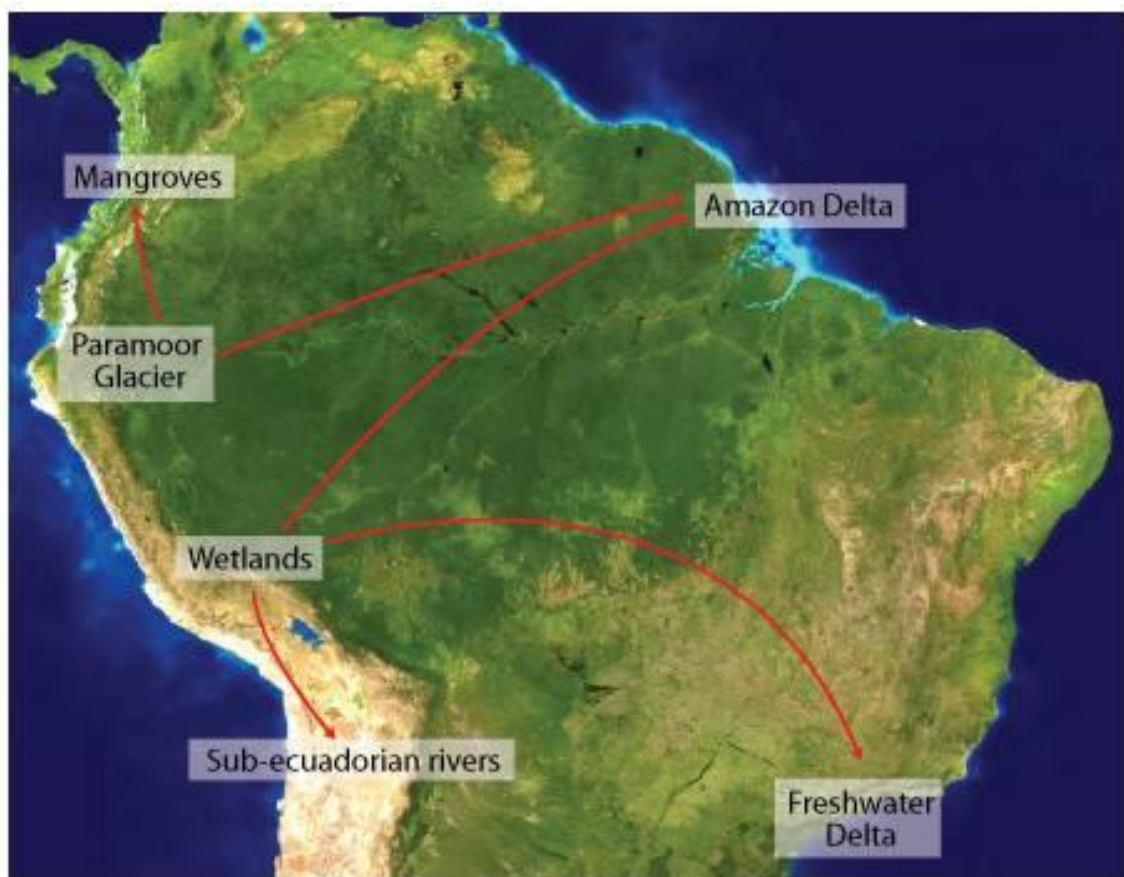 Mangroves
Amazon Delta
Paramoor
Glacier
Wetlands
Sub-ecuadorian rivers
Freshwater
Delta